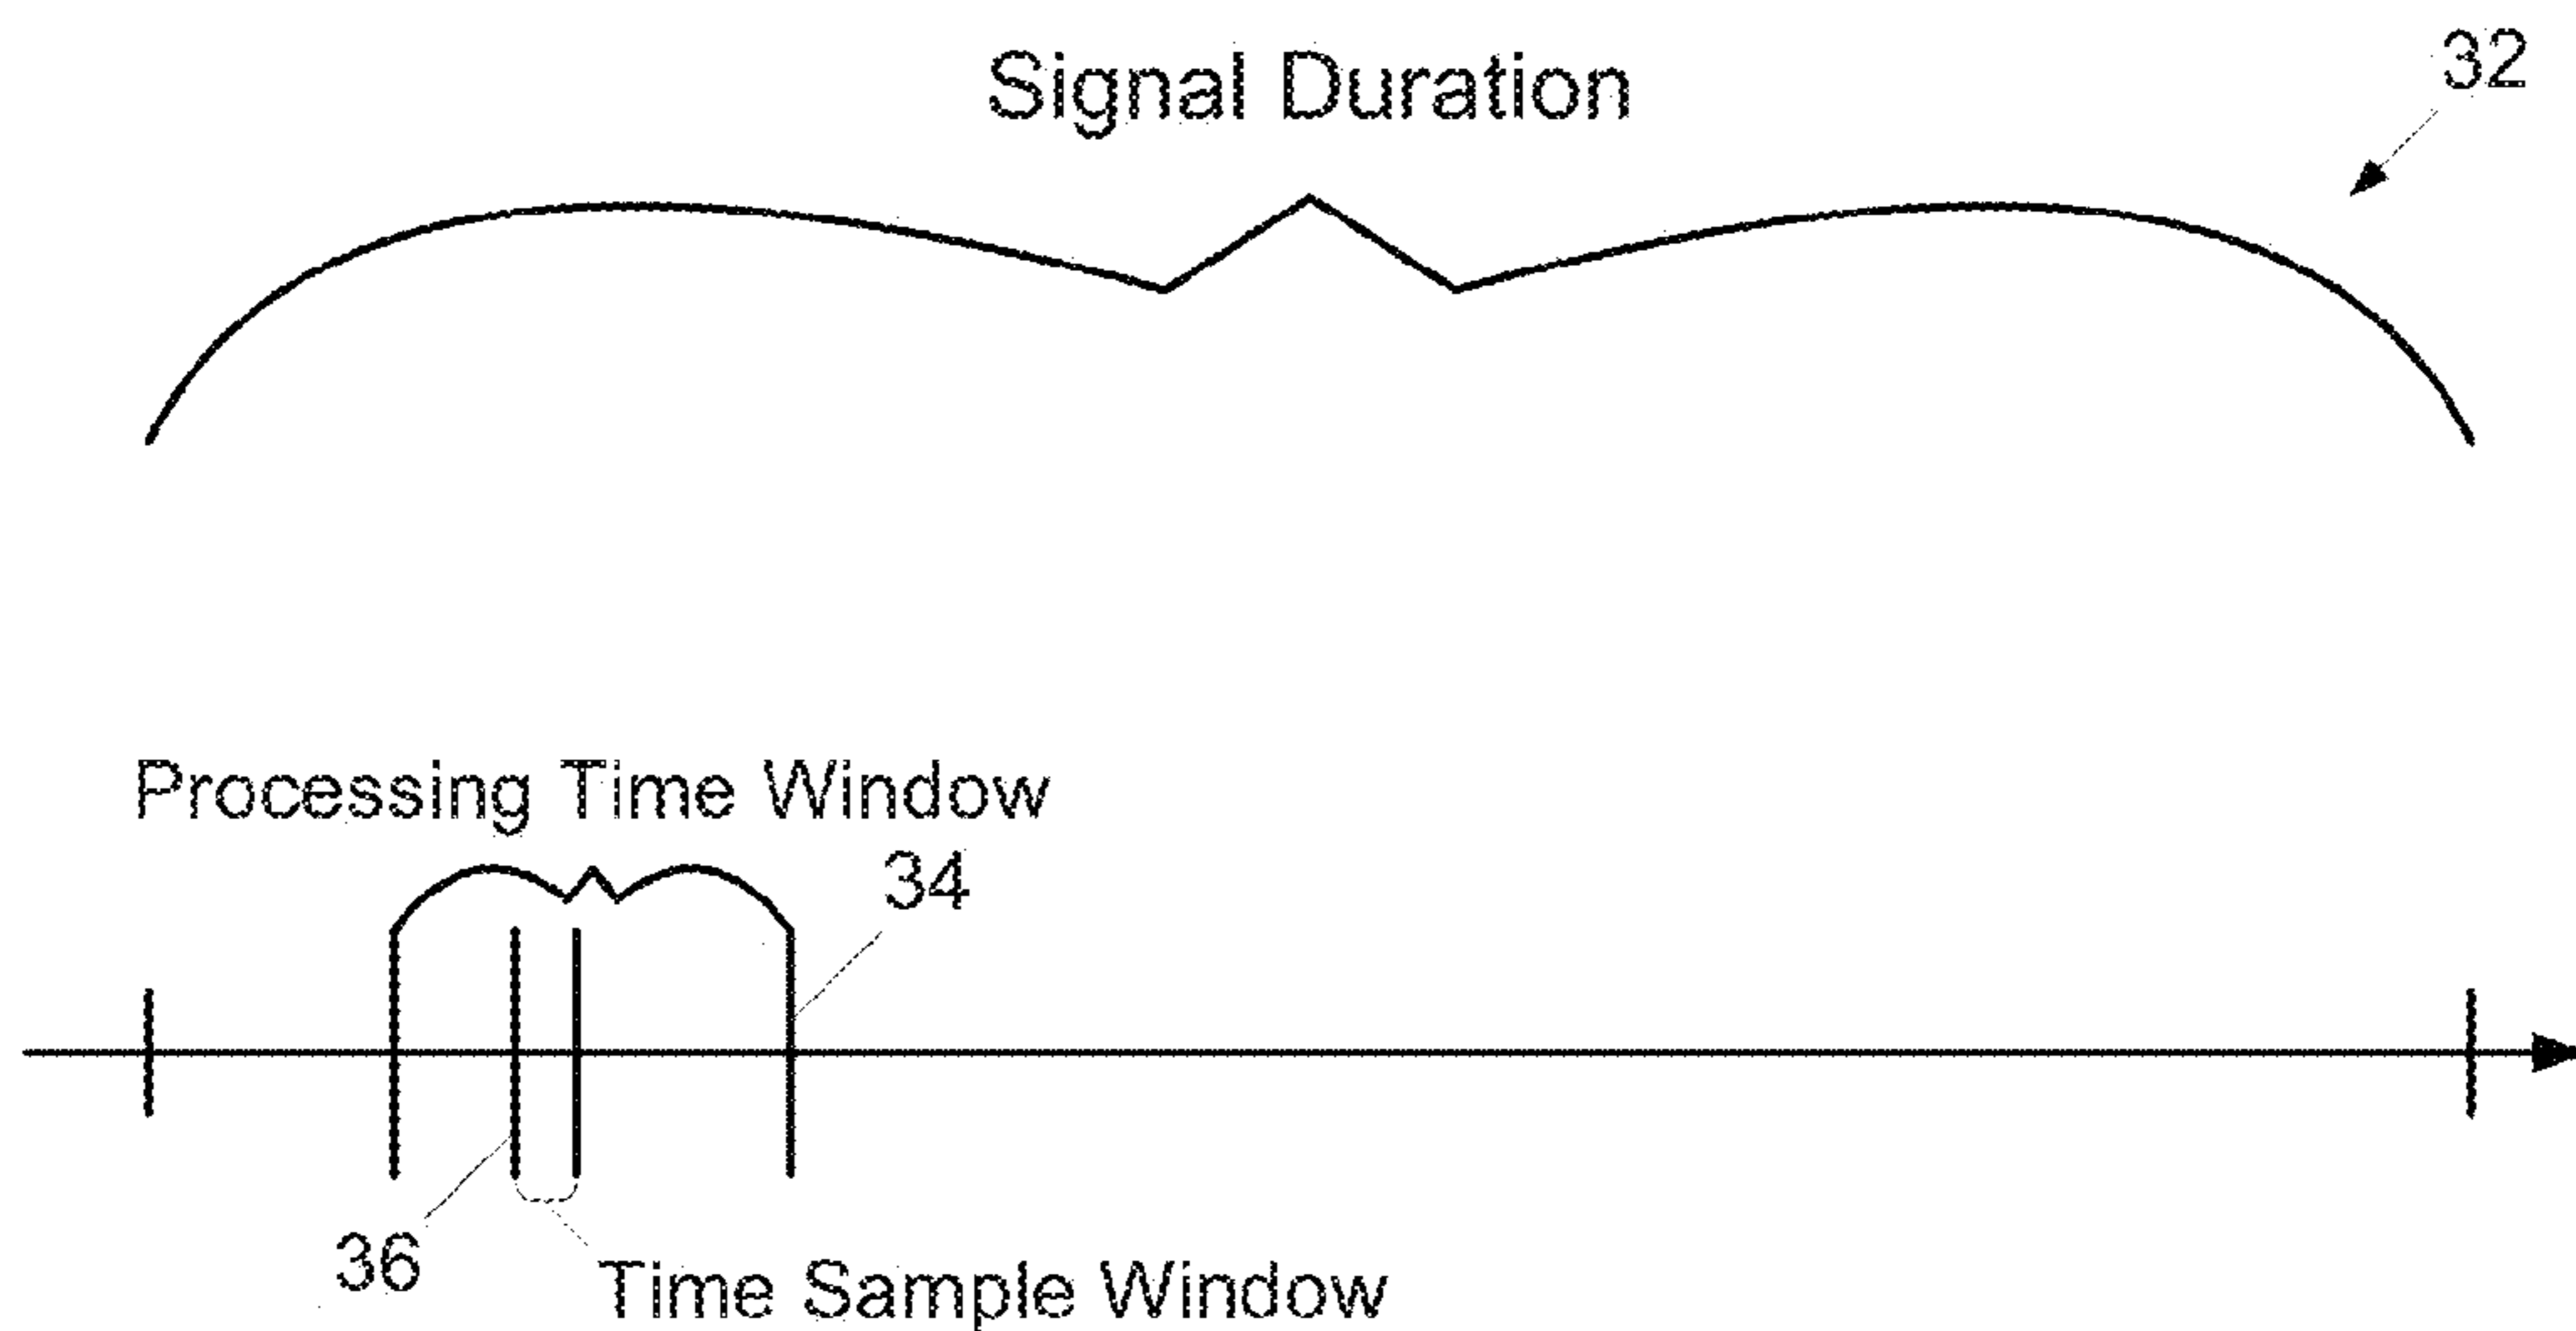 Signal Duration
32
Processing Time Window
34
36
Time Sample Window